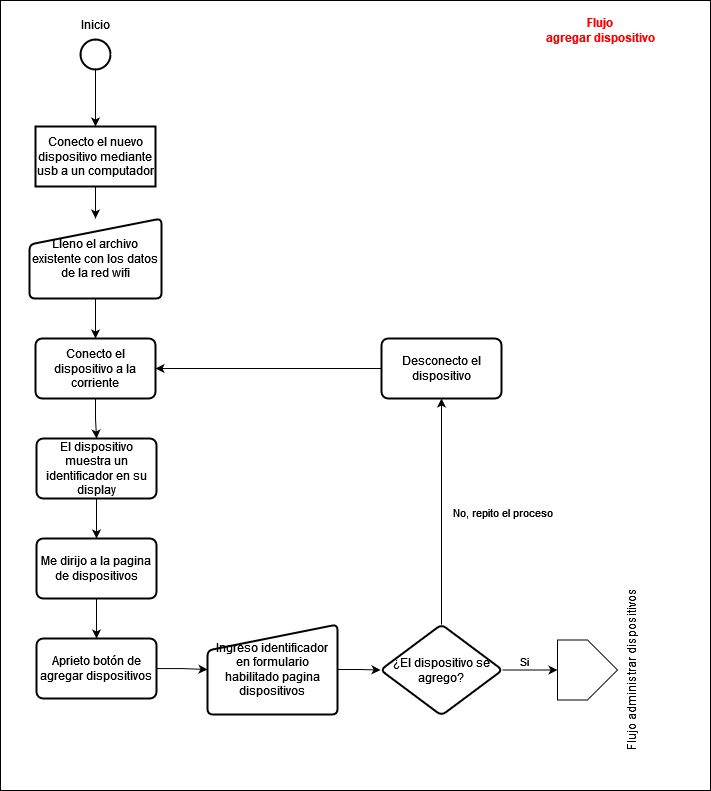 Inicio
Flujo
agregar dispositivo
Conecto el nuevo
dispositivo mediante
usb a un computador
Lleno el archivo
existente con los datos
de la red wifi
Conecto el
dispositivo a la
corriente
Desconecto el
dispositivo
El dispositivo
muestra un
identificador en su
display
No, repito el proceso
Me dirijo a la pagina
de dispositivos
Aprieto botón de
agregar dispositivos
Ingreso identificador
en formulario
habilitado pagina
dispositivos
¿El dispositivo se
agrego?
Si
Flujo administrar dispositivos